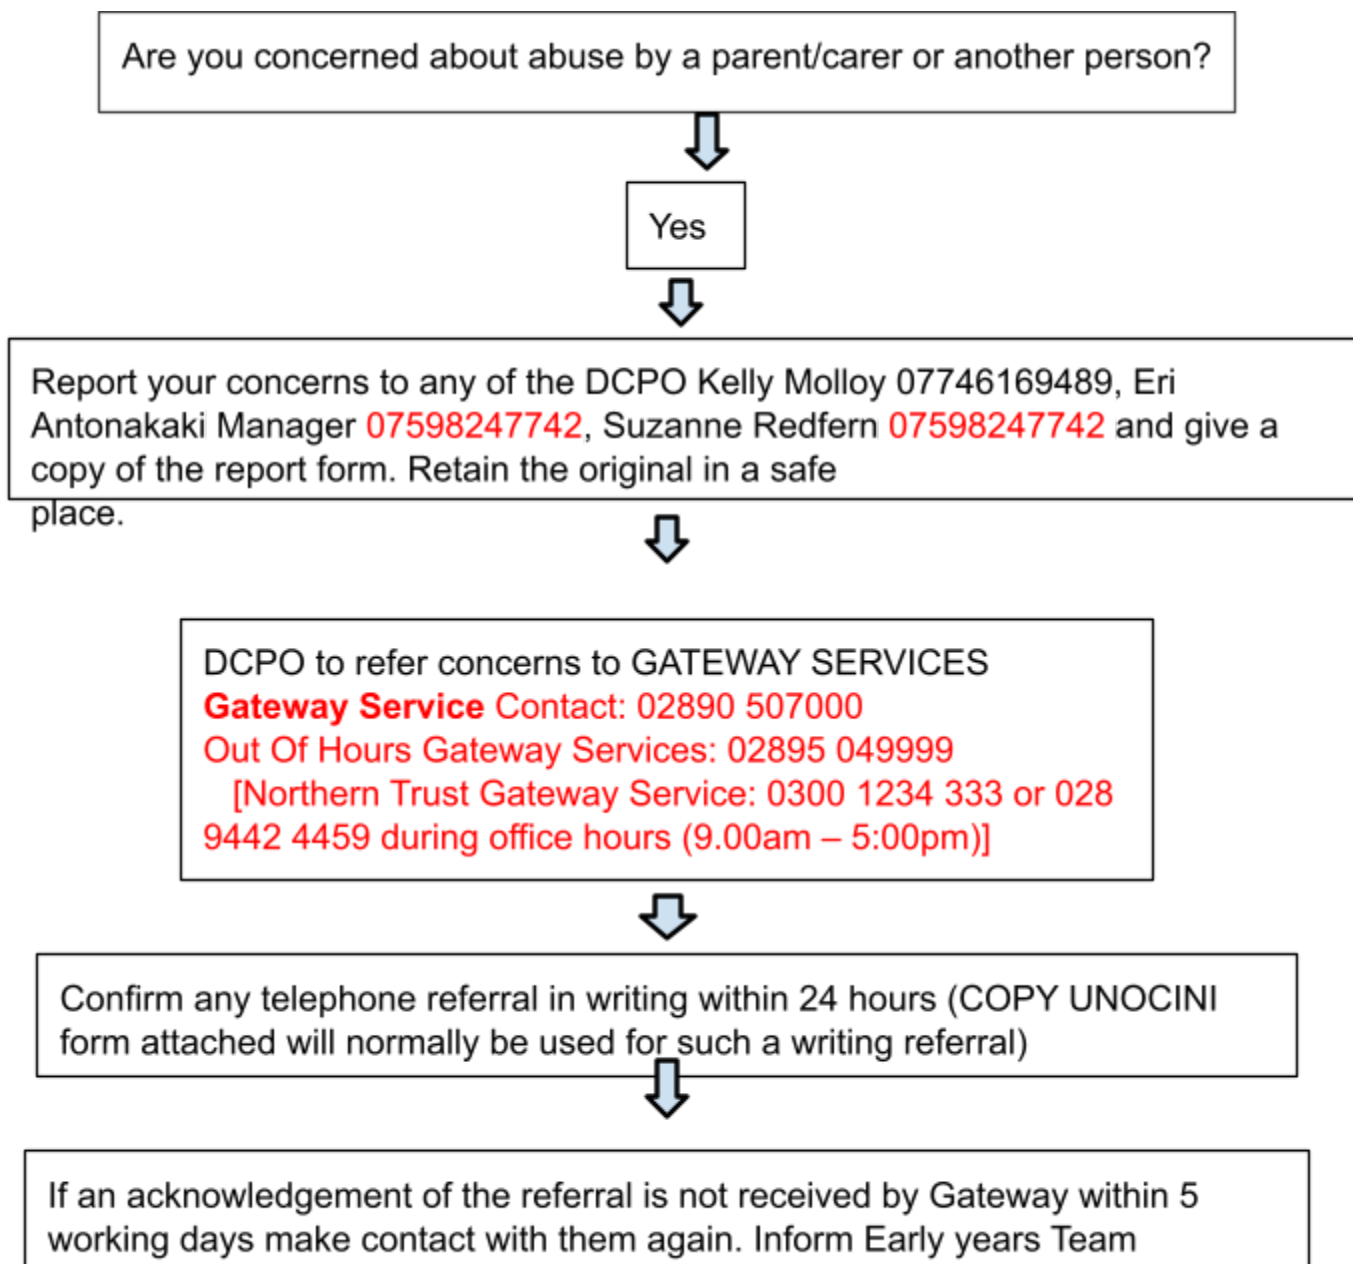 Are you concerned about abuse by a parent/carer or another person?
Yes
Report your concerns to any of the DCPO Kelly Molloy 07746169489, Eri
Antonakaki Manager 07598247742, Suzanne Redfern 07598247742 and give a
copy of the report form. Retain the original in a safe
place.
DCPO to refer concerns to GATEWAY SERVICES
Gateway Service Contact: 02890 507000
Out Of Hours Gateway Services: 02895 049999
[Northern Trust Gateway Service: 0300 1234 333 or 028
9442 4459 during office hours (9.00am – 5:00pm)]
Confirm any telephone referral in writing within 24 hours (COPY UNOCINI
form attached will normally be used for such a writing referral)
If an acknowledgement of the referral is not received by Gateway within 5
working days make contact with them again. Inform Early years Team